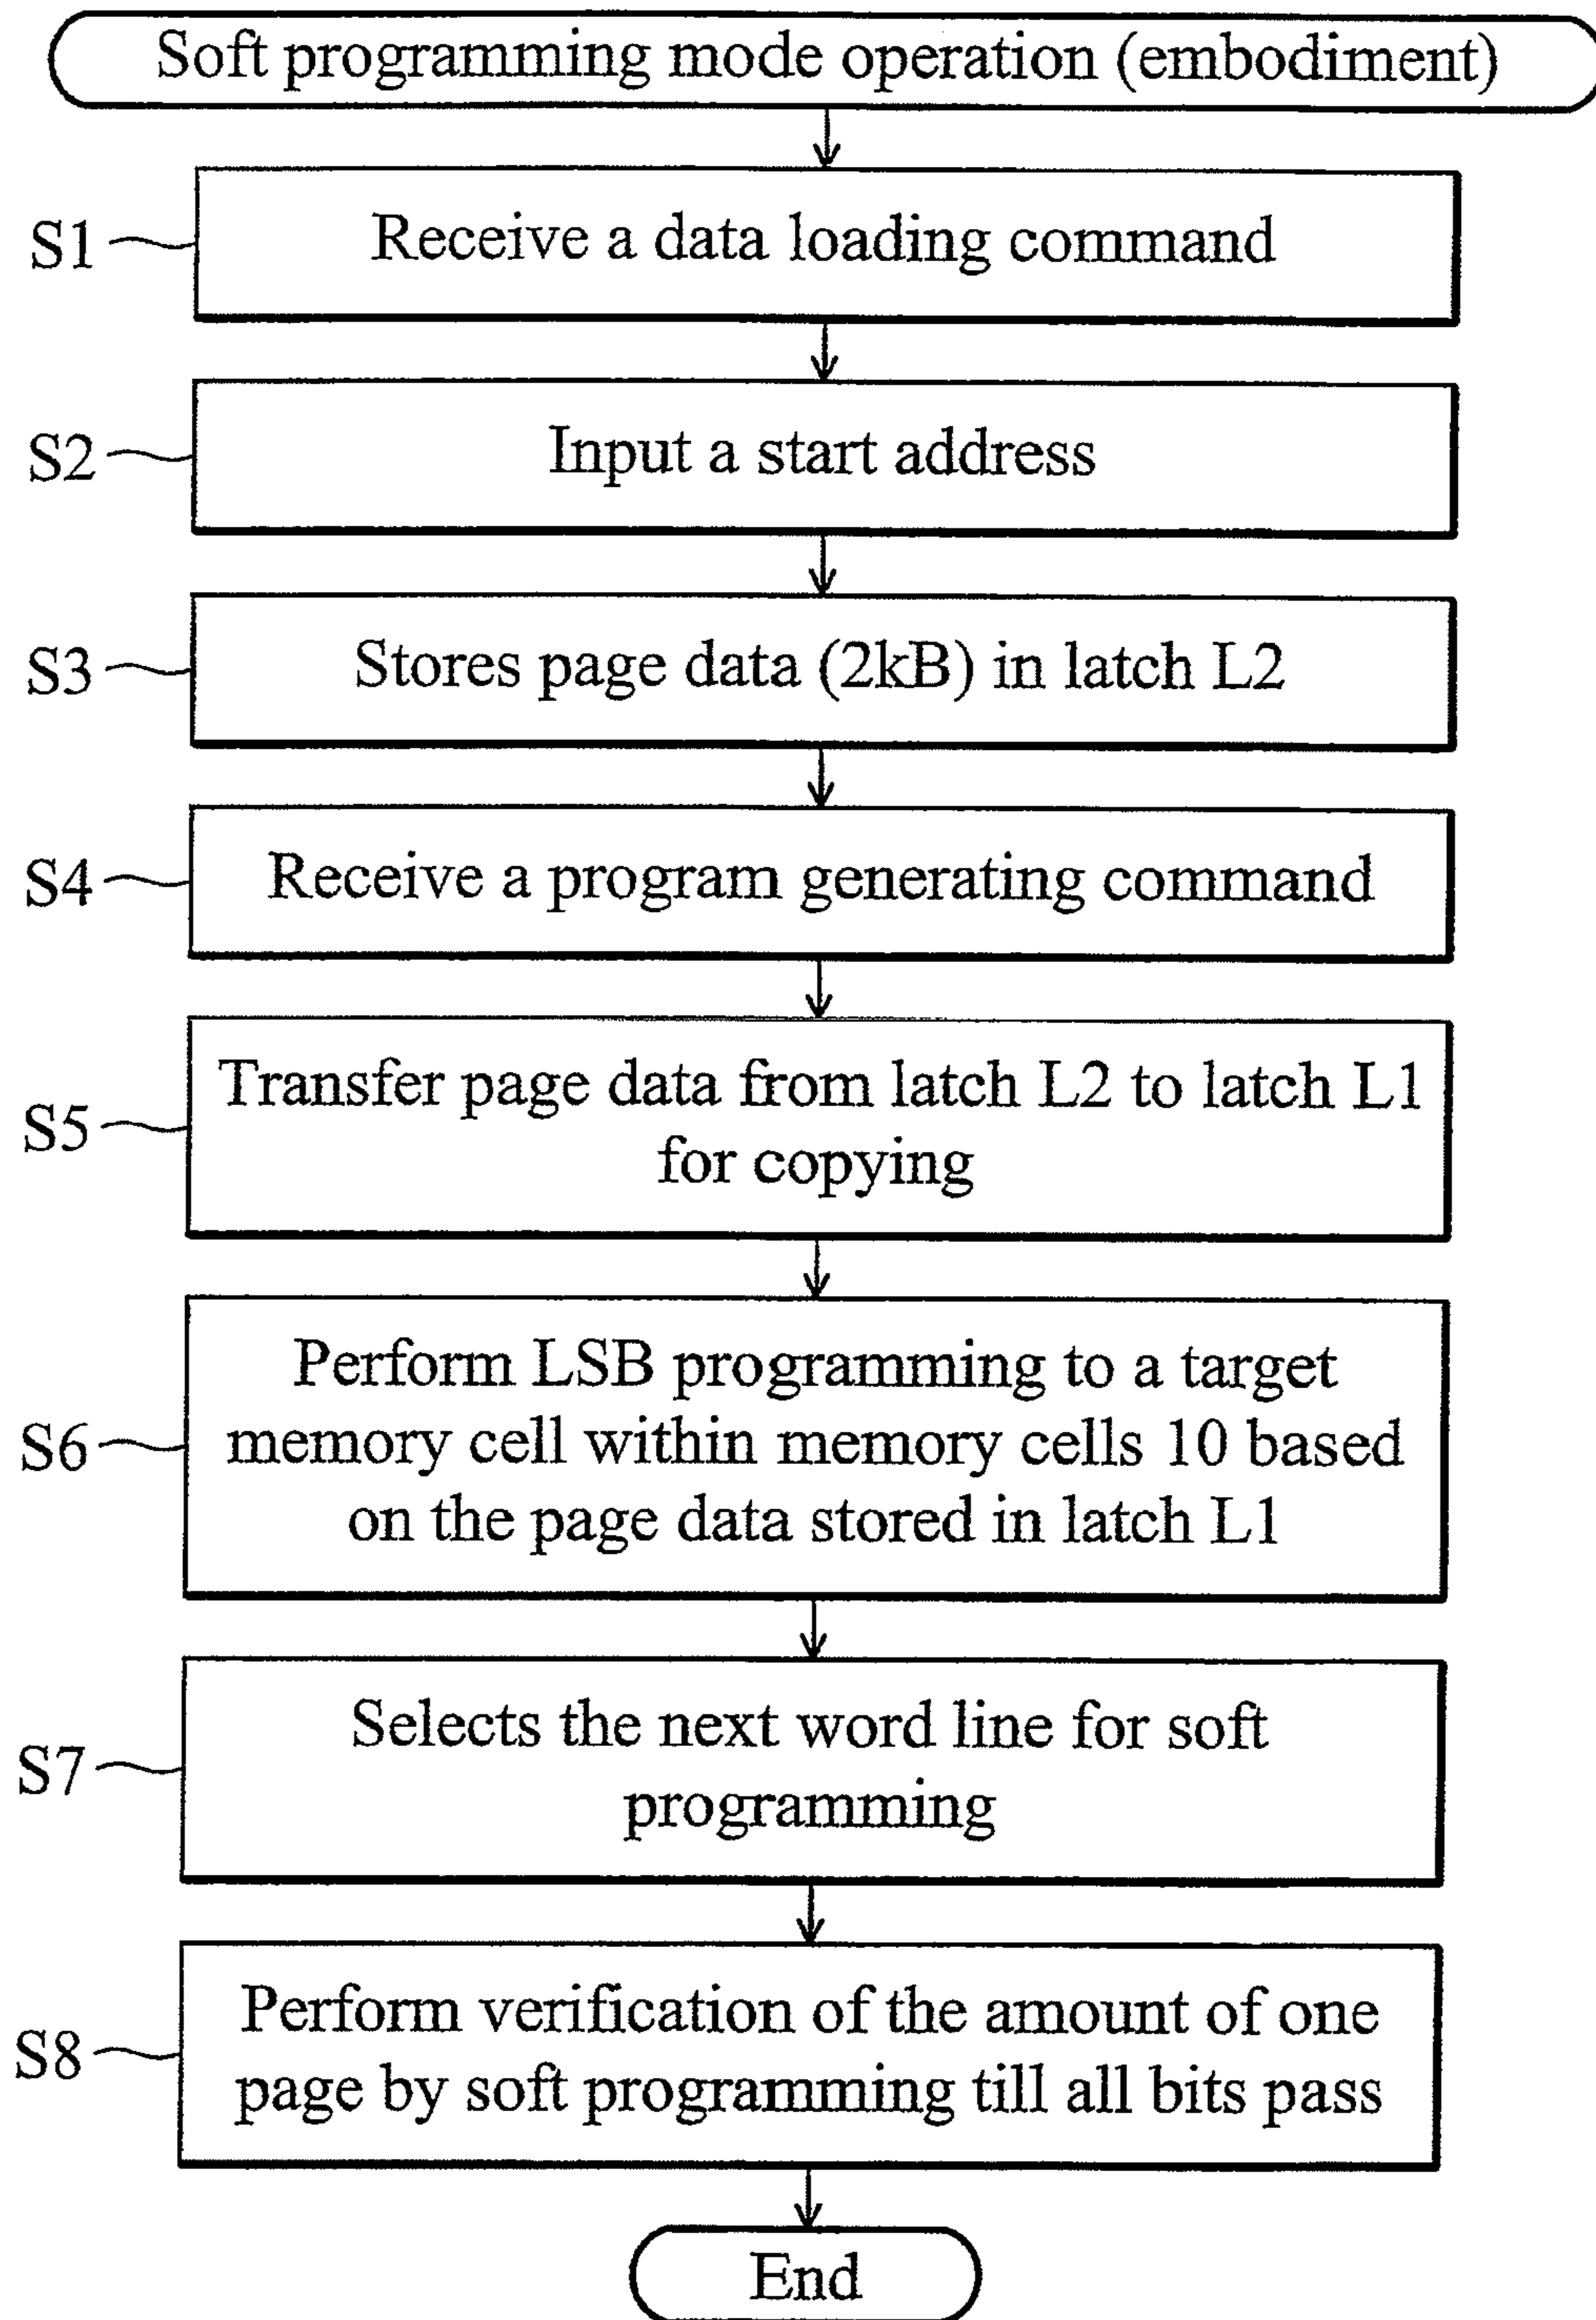 Soft programming mode operation (embodiment)
S1
Receive a data loading command
S2
Input a start address
S3
Stores page data (2kB) in latch L2
S4
Receive a program generating command
S5
Transfer page data from latch L2 to latch L1
for copying
S6
Perform LSB programming to a target
memory cell within memory cells 10 based
on the page data stored in latch L1
S7
Selects the next word line for soft
programming
S8
Perform verification of the amount of one
page by soft programming till all bits pass
End